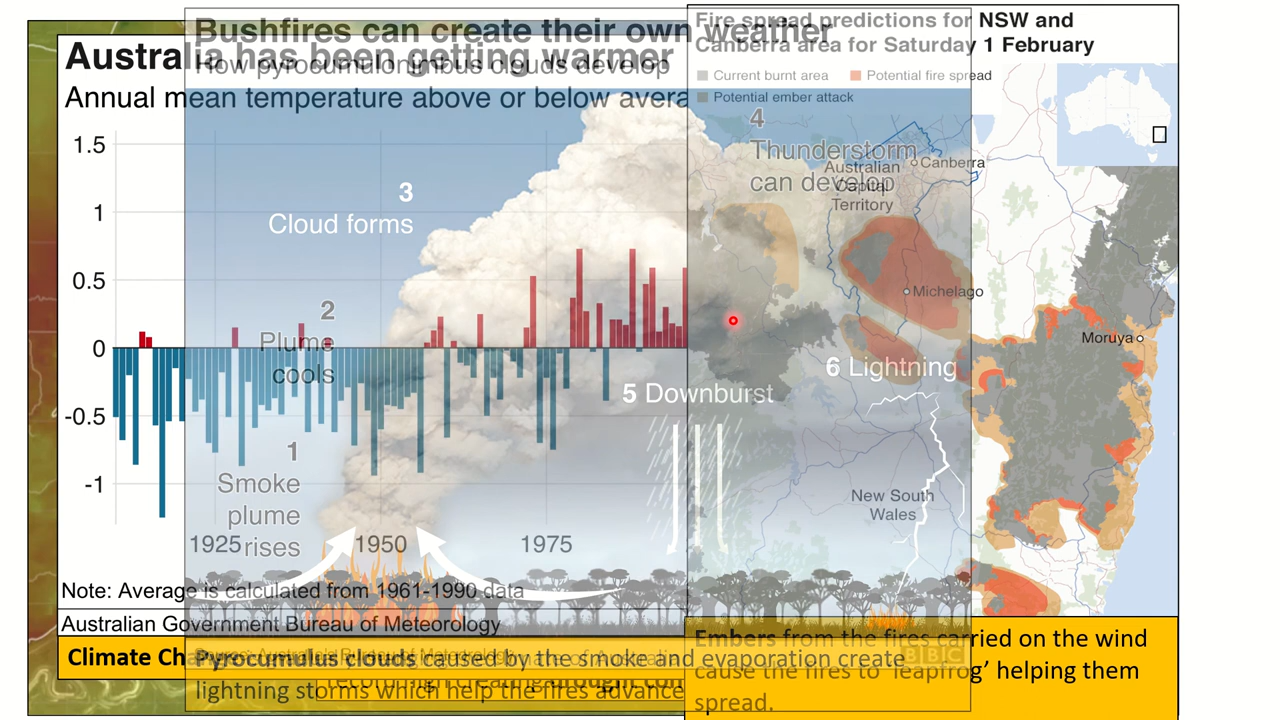 Bushfires can create their own weather
How pyrocumulonimbus clouds develop
Australia has been getting warmer
Annual mean temperature above or below avera
1.5
1
0.5
0
-0.5
-1
1925
1950
1975
Note: Average is calculated from 1961-1990 data
Australian Government Bureau of Meteorology
Climate Ch
1
Smoke
plume
rises
2
Plume
cools
3
Cloud forms
4
Thunderstorm
can develop
5 Downburst
6 Lightning
BBC
Pyrocumulus clouds caused by the smoke and evaporation create
lightning storms which help the fires advance
Fire spread predictions for NSW and
Canberra area for Saturday 1 February
Current burnt area
Potential fire spread
Potential ember attack
Canberra
Australian
Capital
Territory
Michelago
Moruya
New South
Wales
Embers from the fires carried on the wind
cause the fires to ‘leapfrog’ helping them
spread.